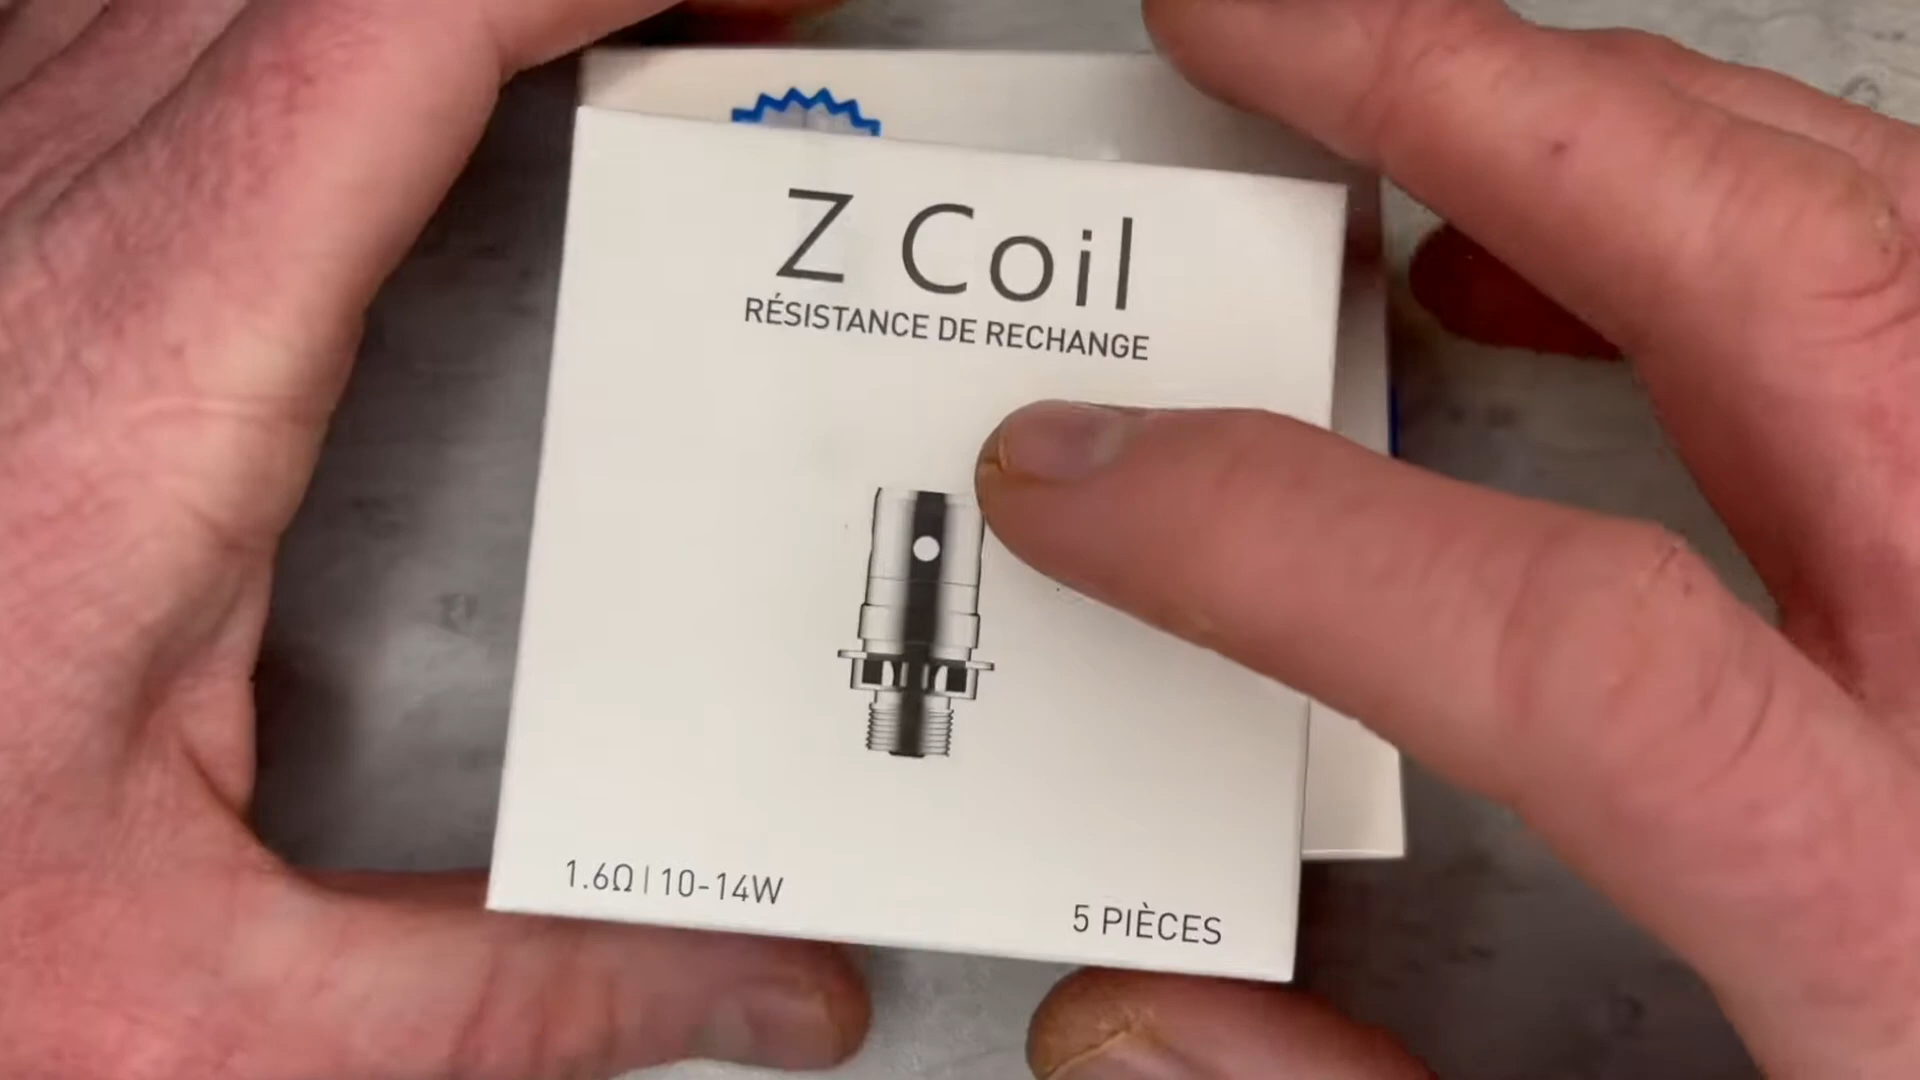 Z Coil
RÉSISTANCE DE RECHANGE
1.6Ω | 10-14W
5 PIÈCES